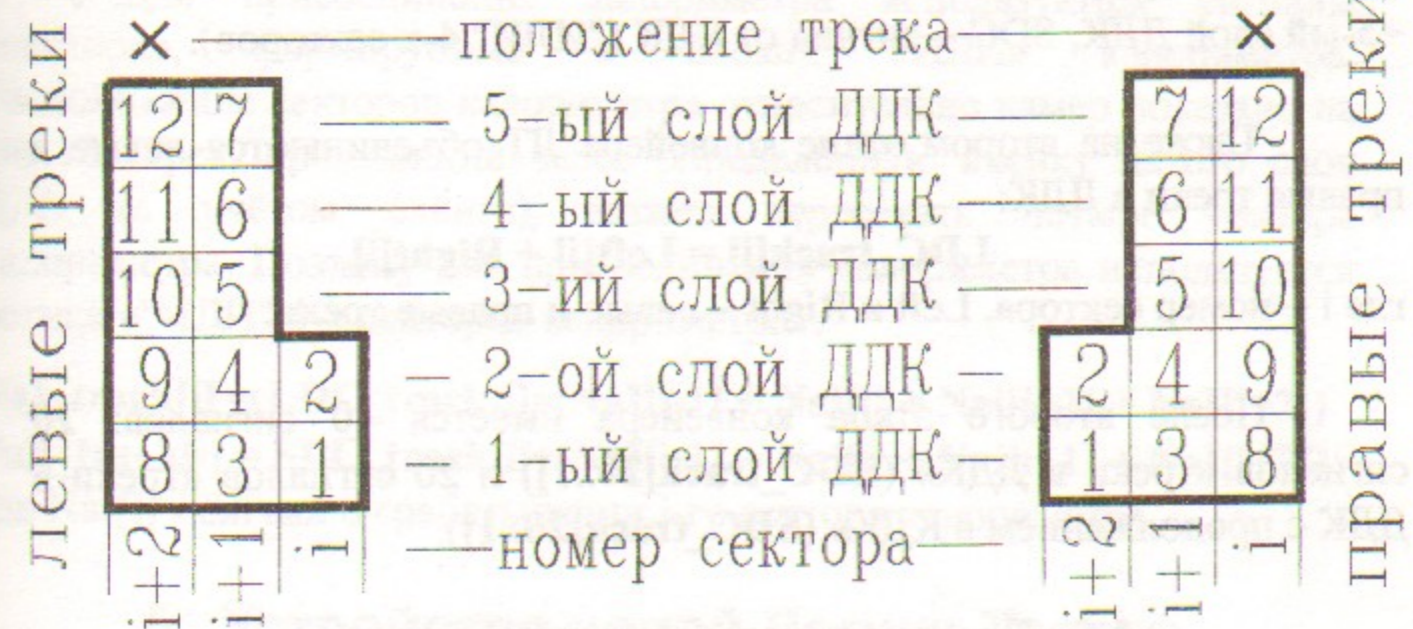 левые треки
× положение трека ×
12 7 5-ый слой ДДК 7 12
11 6 4-ый слой ДДК 6 11
10 5 3-ий слой ДДК 5 10
9 4 2 2-ой слой ДДК 2 4 9
8 3 1 1-ый слой ДДК 1 3 8
i+2 i+1 i номер сектора i+2 i+1 i
правые треки